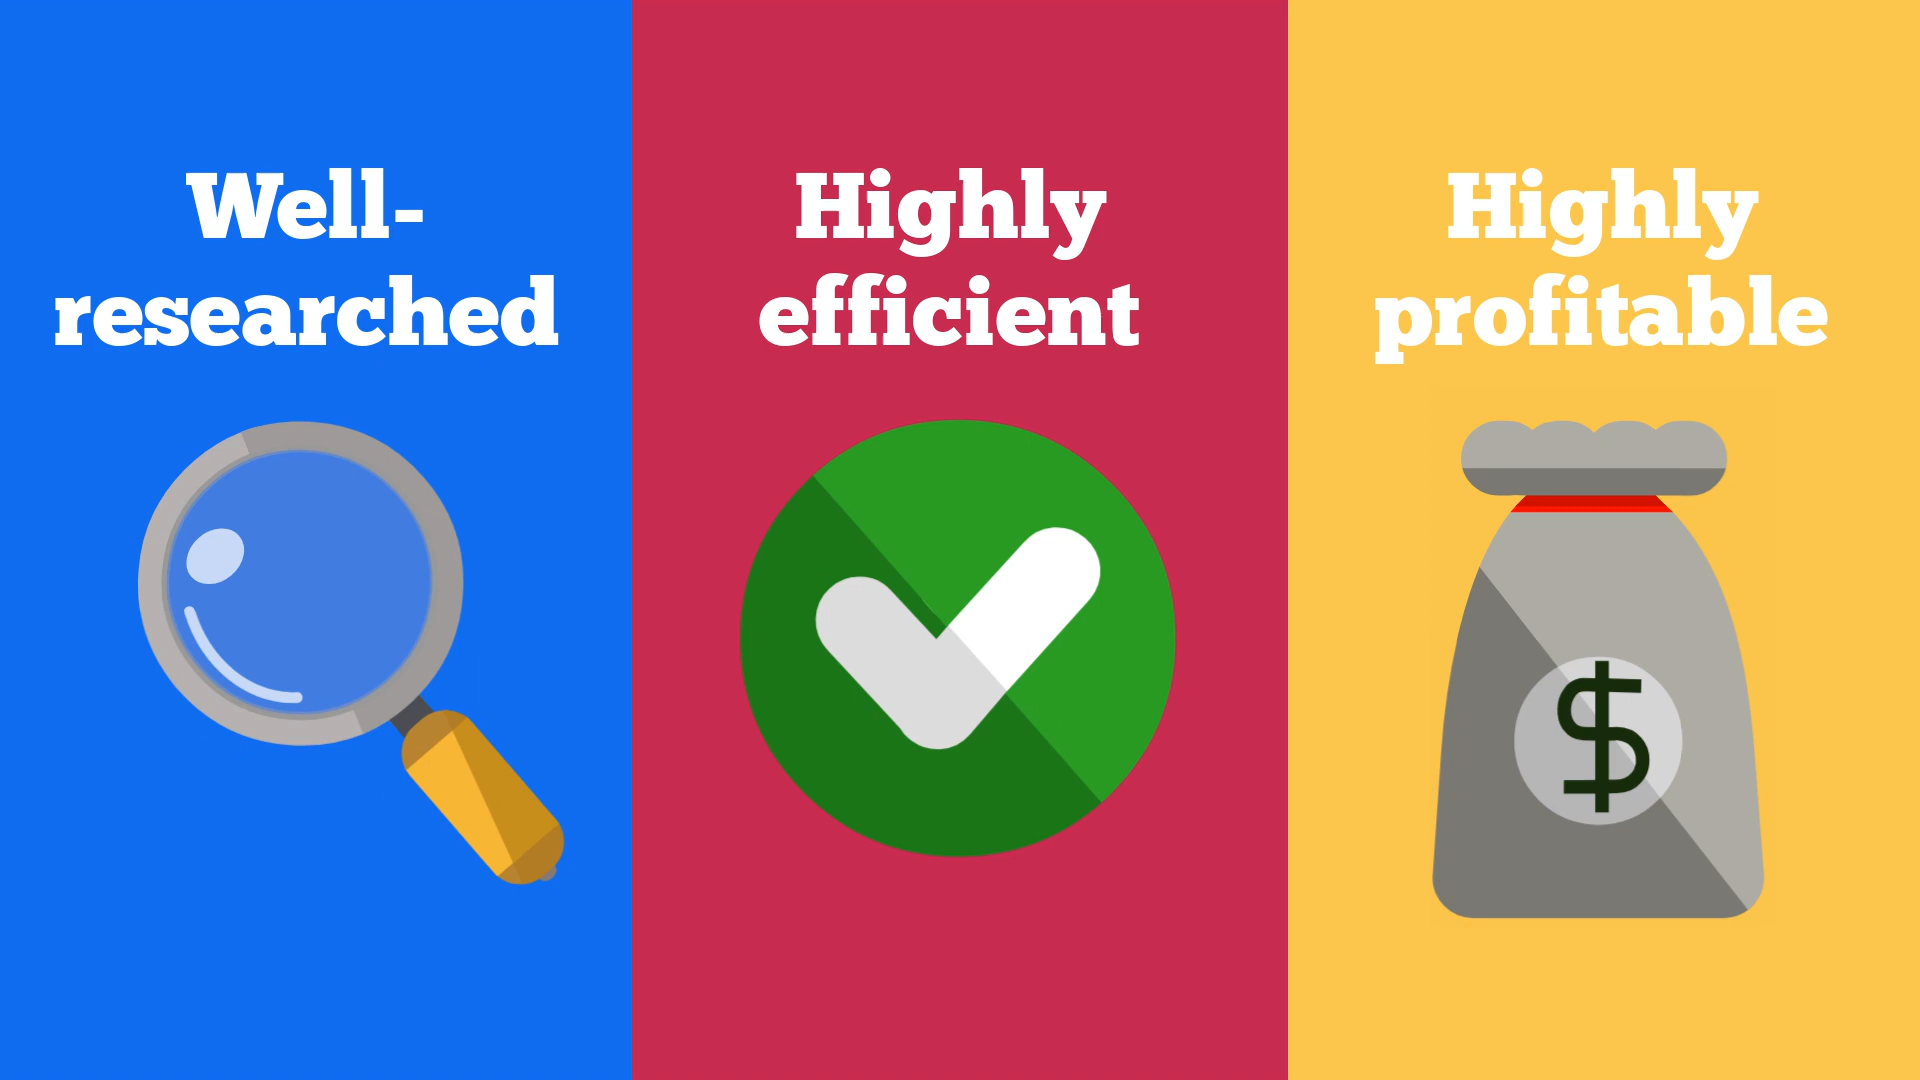 Well-
researched
Highly
efficient
Highly
profitable
$